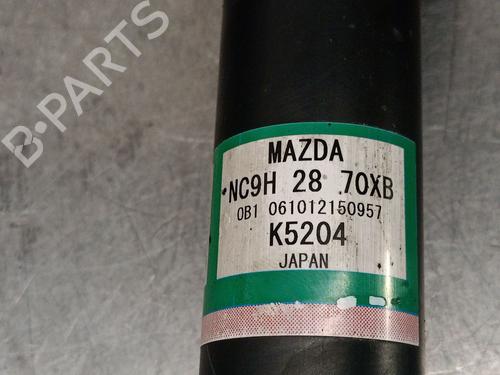 B-PARTS
MAZDA
*NC9H 28 70XB
0B1 061012150957
K5204
JAPAN